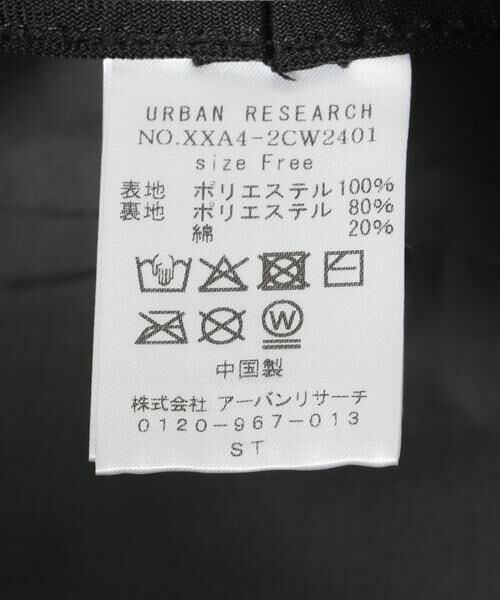 URBAN RESEARCH
NO.XXA4-2CW2401
size Free
表地 ポリエステル 100%
裏地 ポリエステル 80%
綿 20%
W
中国製
株式会社 アーバンリサーチ
0120-967-013
ST